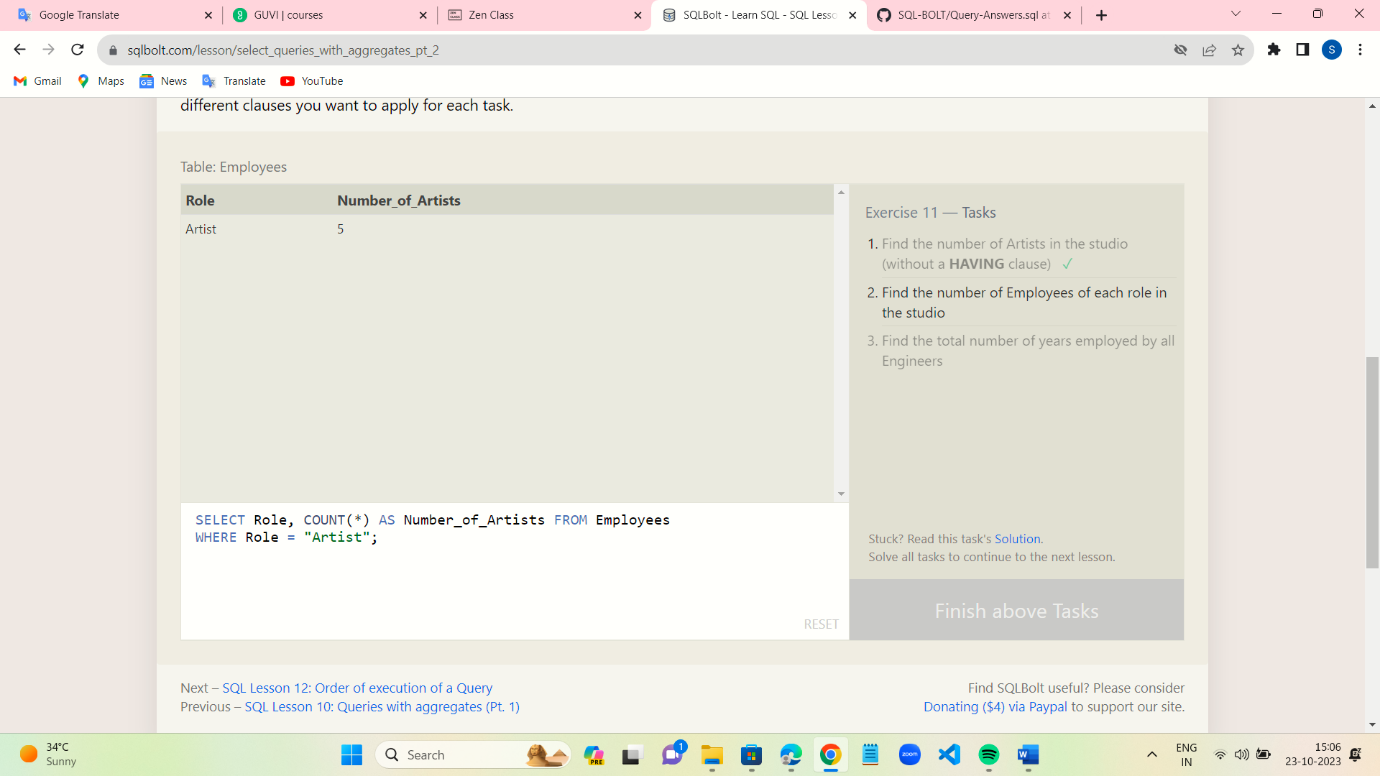 Google Translate
GUVI | courses
Zen Class
SQLBolt - Learn SQL - SQL Lesso
SQL-BOLT/Query-Answers.sql at
sqlbolt.com/lesson/select_queries_with_aggregates_pt_2
S
Gmail
Maps
News
Translate
YouTube
different clauses you want to apply for each task.
Table: Employees
Role Number_of_Artists
Artist 5
Exercise 11 — Tasks
1. Find the number of Artists in the studio
(without a HAVING clause) ✓
2. Find the number of Employees of each role in
the studio
3. Find the total number of years employed by all
Engineers
Stuck? Read this task's Solution.
Solve all tasks to continue to the next lesson.
Finish above Tasks
SELECT Role, COUNT(*) AS Number_of_Artists FROM Employees
WHERE Role = "Artist";
RESET
Next – SQL Lesson 12: Order of execution of a Query
Previous – SQL Lesson 10: Queries with aggregates (Pt. 1)
Find SQLBolt useful? Please consider
Donating ($4) via Paypal to support our site.
34°C
Sunny
Search
PRE
1
zoom
ENG
IN
15:06
23-10-2023